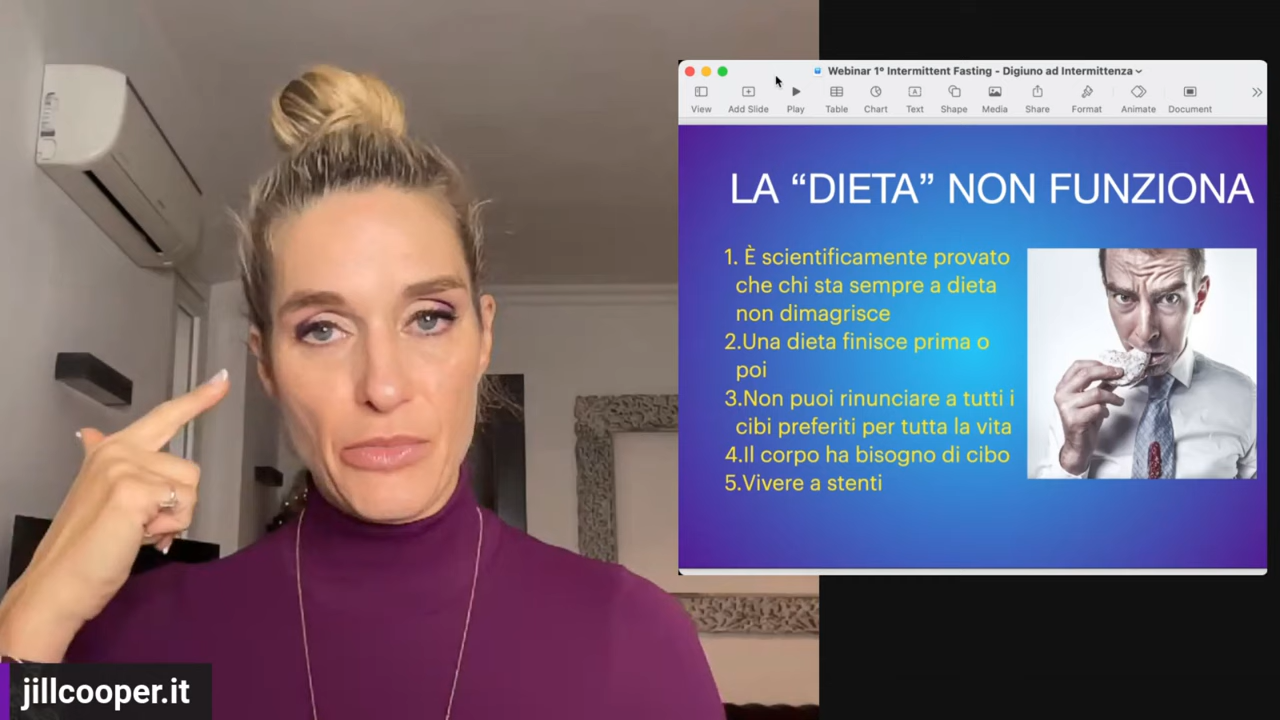 Webinar 1° Intermittent Fasting - Digiuno ad Intermittenza
View
Add Slide
Play
Table
Chart
Text
Shape
Media
Share
Format
Animate
Document
LA “DIETA” NON FUNZIONA
1. È scientificamente provato
che chi sta sempre a dieta
non dimagrisce
2.Una dieta finisce prima o
poi
3.Non puoi rinunciare a tutti i
cibi preferiti per tutta la vita
4.Il corpo ha bisogno di cibo
5.Vivere a stenti
jillcooper.it